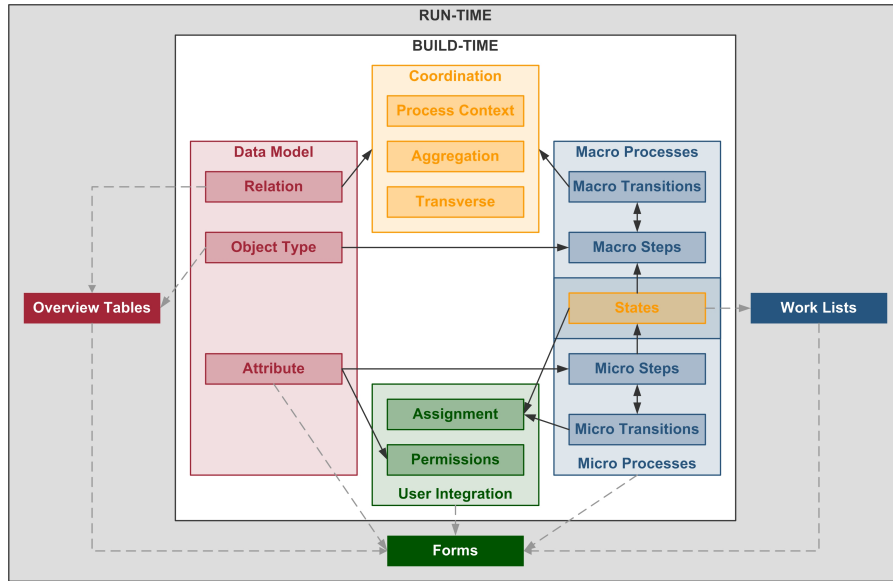 RUN-TIME
BUILD-TIME
Coordination
Process Context
Aggregation
Transverse
Data Model
Relation
Object Type
Attribute
Macro Processes
Macro Transitions
Macro Steps
States
Micro Steps
Micro Transitions
Micro Processes
Overview Tables
Work Lists
Assignment
Permissions
User Integration
Forms